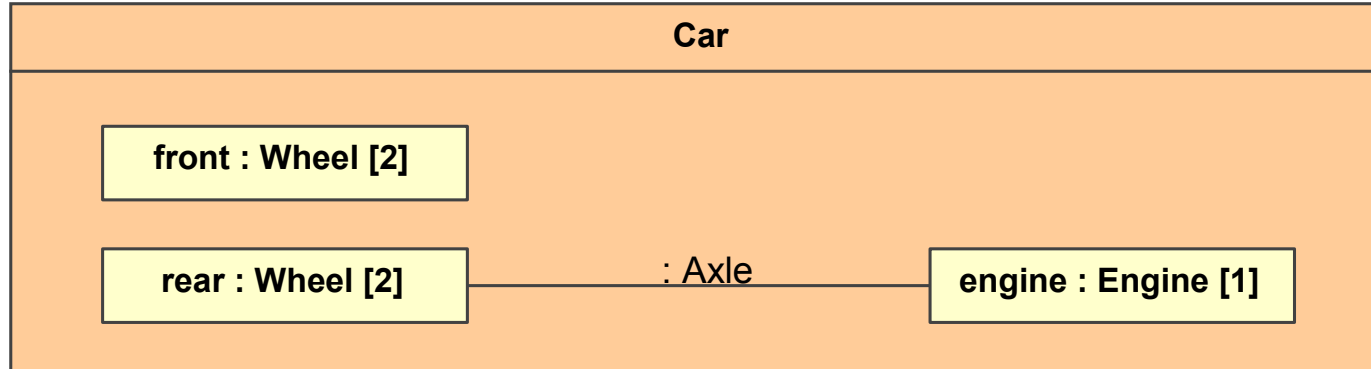 Car
front : Wheel [2]
rear : Wheel [2]
: Axle
engine : Engine [1]